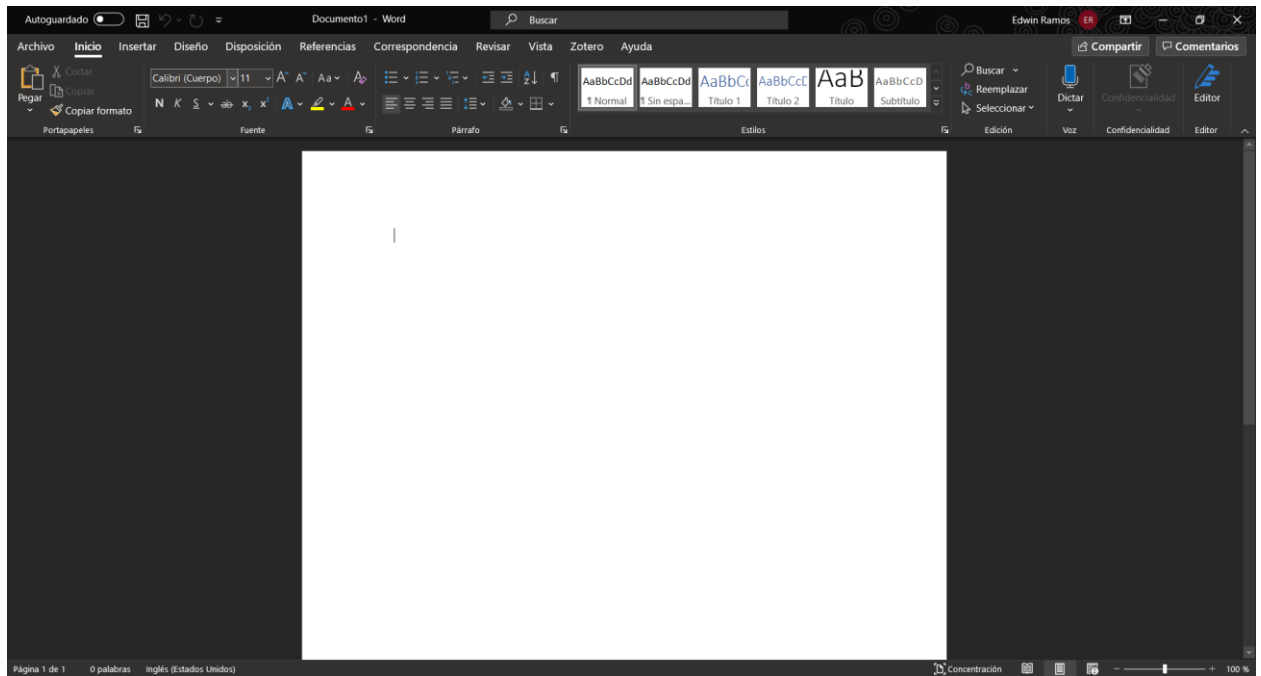 Autoguardado Documento1 - Word Buscar Edwin Ramos ER
Archivo Inicio Insertar Diseño Disposición Referencias Correspondencia Revisar Vista Zotero Ayuda Compartir Comentarios
Pegar Cortar Copiar Copiar formato
Portapapeles
Calibri (Cuerpo) 11 A A Aa A
N K S ab x₂ x² A A
Fuente
Párrafo
AaBbCcDd AaBbCcDd AaBbCc AaBbCcD AaB AaBbCcD
¶ Normal ¶ Sin espa... Título 1 Título 2 Título Subtítulo
Estilos
Buscar
Reemplazar
Seleccionar
Edición
Dictar
Voz
Confidencialidad
Confidencialidad
Editor
Editor
Página 1 de 1 0 palabras Inglés (Estados Unidos) Concentración 100 %